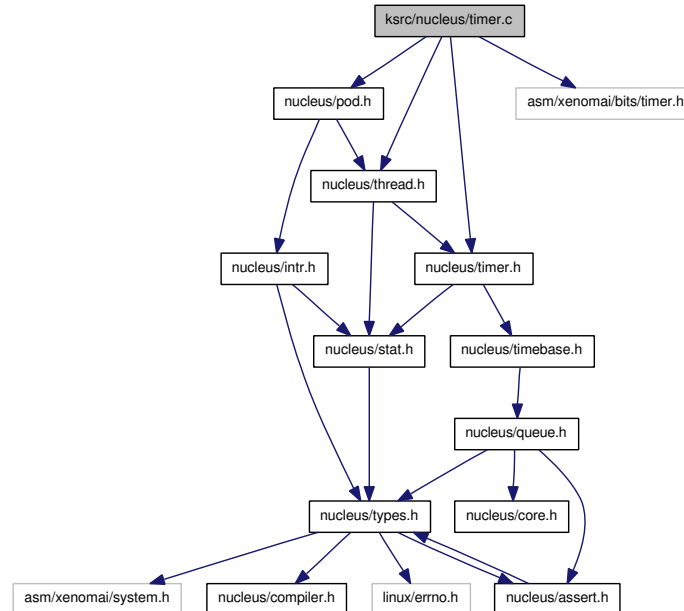 ksrc/nucleus/timer.c
nucleus/pod.h
asm/xenomai/bits/timer.h
nucleus/thread.h
nucleus/intr.h
nucleus/timer.h
nucleus/stat.h
nucleus/timebase.h
nucleus/queue.h
nucleus/types.h
nucleus/core.h
asm/xenomai/system.h
nucleus/compiler.h
linux/errno.h
nucleus/assert.h